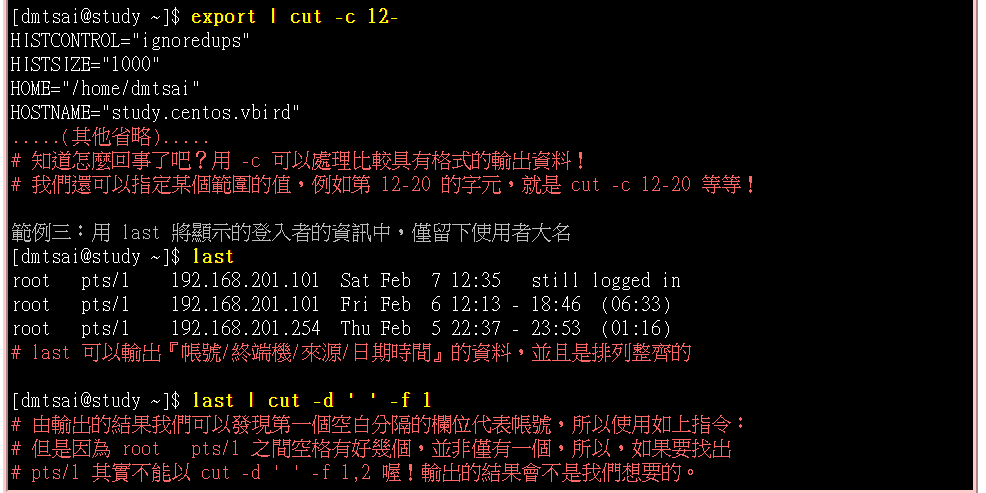 [dmtsai@study ~]$ export | cut -c 12-
HISTCONTROL="ignoredups"
HISTSIZE="1000"
HOME="/home/dmtsai"
HOSTNAME="study.centos.vbird"
.....(其他省略).....
# 知道怎麼回事了吧？用 -c 可以處理比較具有格式的輸出資料！
# 我們還可以指定某個範圍的值，例如第 12-20 的字元，就是 cut -c 12-20 等等！
範例三：用 last 將顯示的登入者的資訊中，僅留下使用者大名
[dmtsai@study ~]$ last
root   pts/1    192.168.201.101  Sat Feb  7 12:35   still logged in
root   pts/1    192.168.201.101  Fri Feb  6 12:13 - 18:46  (06:33)
root   pts/1    192.168.201.254  Thu Feb  5 22:37 - 23:53  (01:16)
# last 可以輸出『帳號/終端機/來源/日期時間』的資料，並且是排列整齊的
[dmtsai@study ~]$ last | cut -d ' ' -f 1
# 由輸出的結果我們可以發現第一個空白分隔的欄位代表帳號，所以使用如上指令：
# 但是因為 root   pts/1 之間空格有好幾個，並非僅有一個，所以，如果要找出
# pts/1 其實不能以 cut -d ' ' -f 1,2 喔！輸出的結果會不是我們想要的。